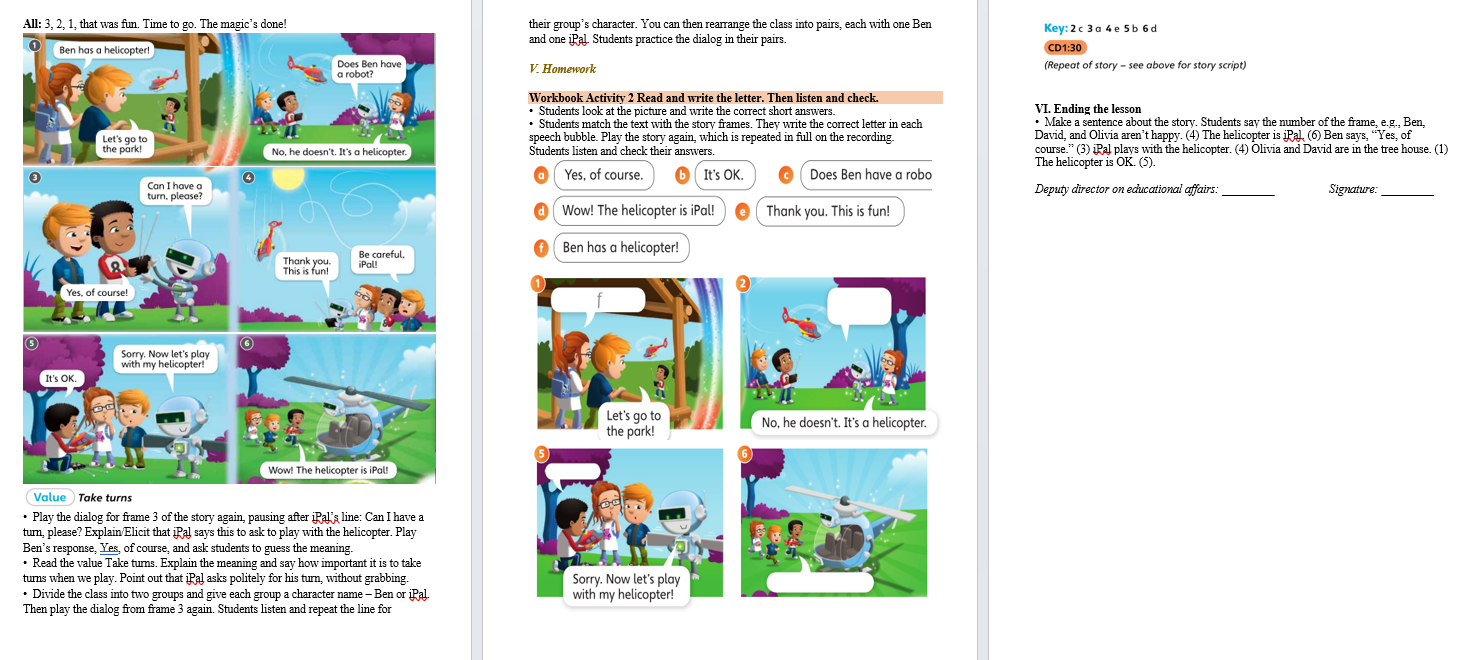 All: 3, 2, 1, that was fun. Time to go. The magic's done!
1
Ben has a helicopter!
Let's go to
the park!
Does Ben have
a robot?
No, he doesn't. It's a helicopter.
3
Can I have a
turn, please?
Yes, of course!
4
Thank you.
This is fun!
Be careful,
iPal!
5
It's OK.
Sorry. Now let's play
with my helicopter!
6
Wow! The helicopter is iPal!
Value Take turns
• Play the dialog for frame 3 of the story again, pausing after iPal's line: Can I have a
turn, please? Explain/Elicit that iPal says this to ask to play with the helicopter. Play
Ben's response, Yes, of course, and ask students to guess the meaning.
• Read the value Take turns. Explain the meaning and say how important it is to take
turns when we play. Point out that iPal asks politely for his turn, without grabbing.
• Divide the class into two groups and give each group a character name – Ben or iPal.
Then play the dialog from frame 3 again. Students listen and repeat the line for
their group's character. You can then rearrange the class into pairs, each with one Ben
and one iPal. Students practice the dialog in their pairs.
V. Homework
Workbook Activity 2 Read and write the letter. Then listen and check.
• Students look at the picture and write the correct short answers.
• Students match the text with the story frames. They write the correct letter in each
speech bubble. Play the story again, which is repeated in full on the recording.
Students listen and check their answers.
a Yes, of course. b It's OK. c Does Ben have a robo
d Wow! The helicopter is iPal! e Thank you. This is fun!
f Ben has a helicopter!
1
f
Let's go to
the park!
2
No, he doesn't. It's a helicopter.
5
Sorry. Now let's play
with my helicopter!
6
Key: 2 c 3 a 4 e 5 b 6 d
CD1:30
(Repeat of story – see above for story script)
VI. Ending the lesson
• Make a sentence about the story. Students say the number of the frame, e.g., Ben,
David, and Olivia aren't happy. (4) The helicopter is iPal. (6) Ben says, "Yes, of
course." (3) iPal plays with the helicopter. (4) Olivia and David are in the tree house. (1)
The helicopter is OK. (5).
Deputy director on educational affairs: _________ Signature: _________